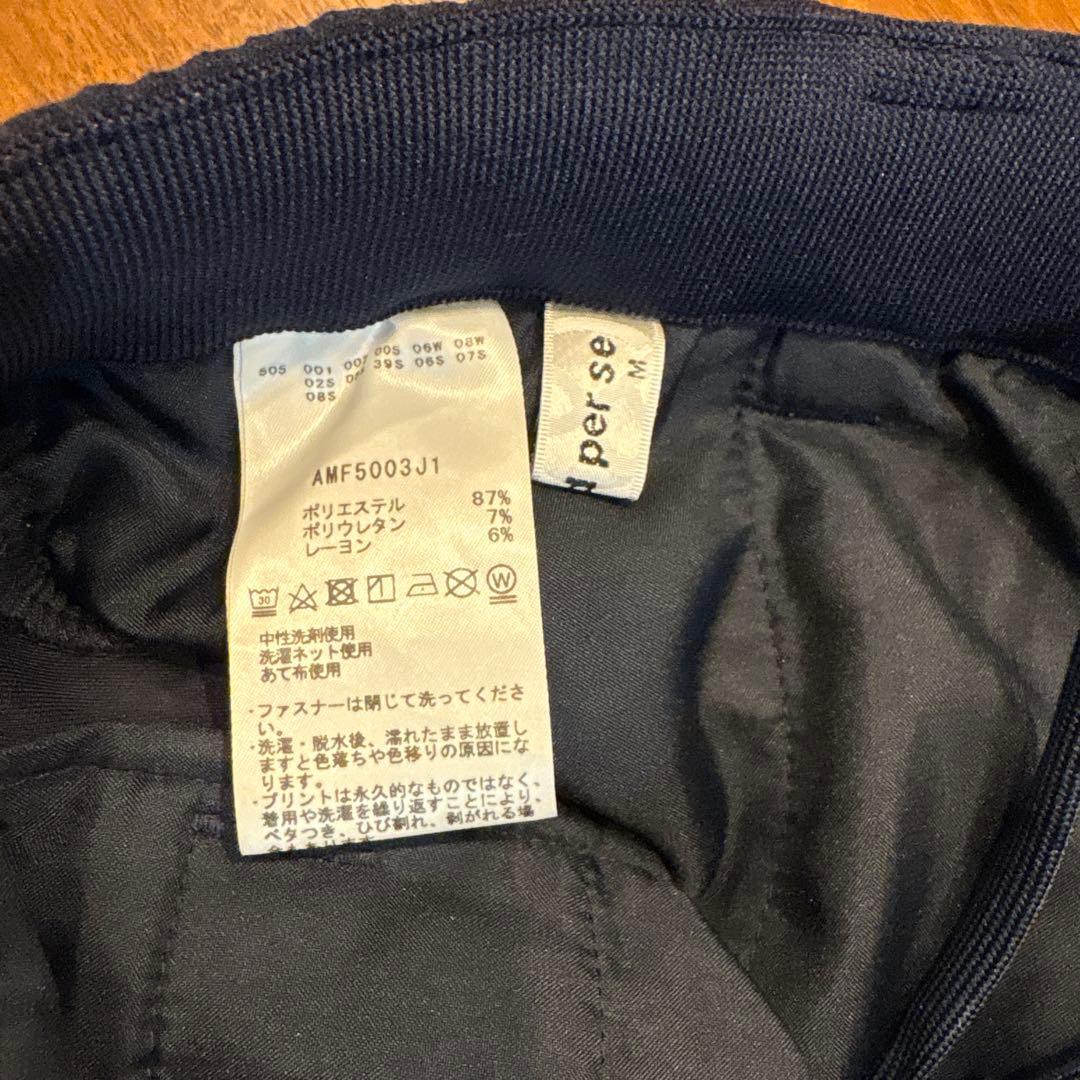 505 001 00S 06W 08W
02S 39S 06S 07S
08S
AMF5003J1
ポリエステル 87%
ポリウレタン 7%
レーヨン 6%
30
W
中性洗剤使用
洗濯ネット使用
あて布使用
・ファスナーは閉じて洗ってくださ
い。
・洗濯・脱水後、濡れたまま放置し
ますと色落ちや色移りの原因にな
ります。
・プリントは永久的なものではなく、
着用や洗濯を繰り返すことにより、
ベタつき、ひび割れ、剥がれる場
合もあります
per se
M